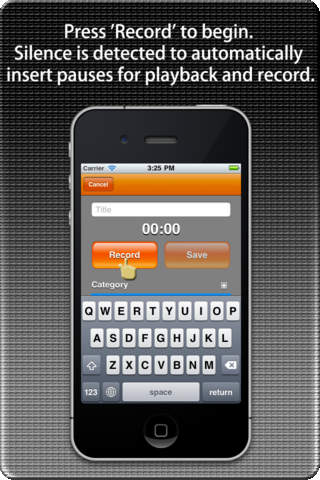 Press 'Record' to begin.
Silence is detected to automatically
insert pauses for playback and record.
Carrier 3:25 PM
Cancel
Title
00:00
Record Save
Category
Q W E R T Y U I O P
A S D F G H J K L
Z X C V B N M
123 space return